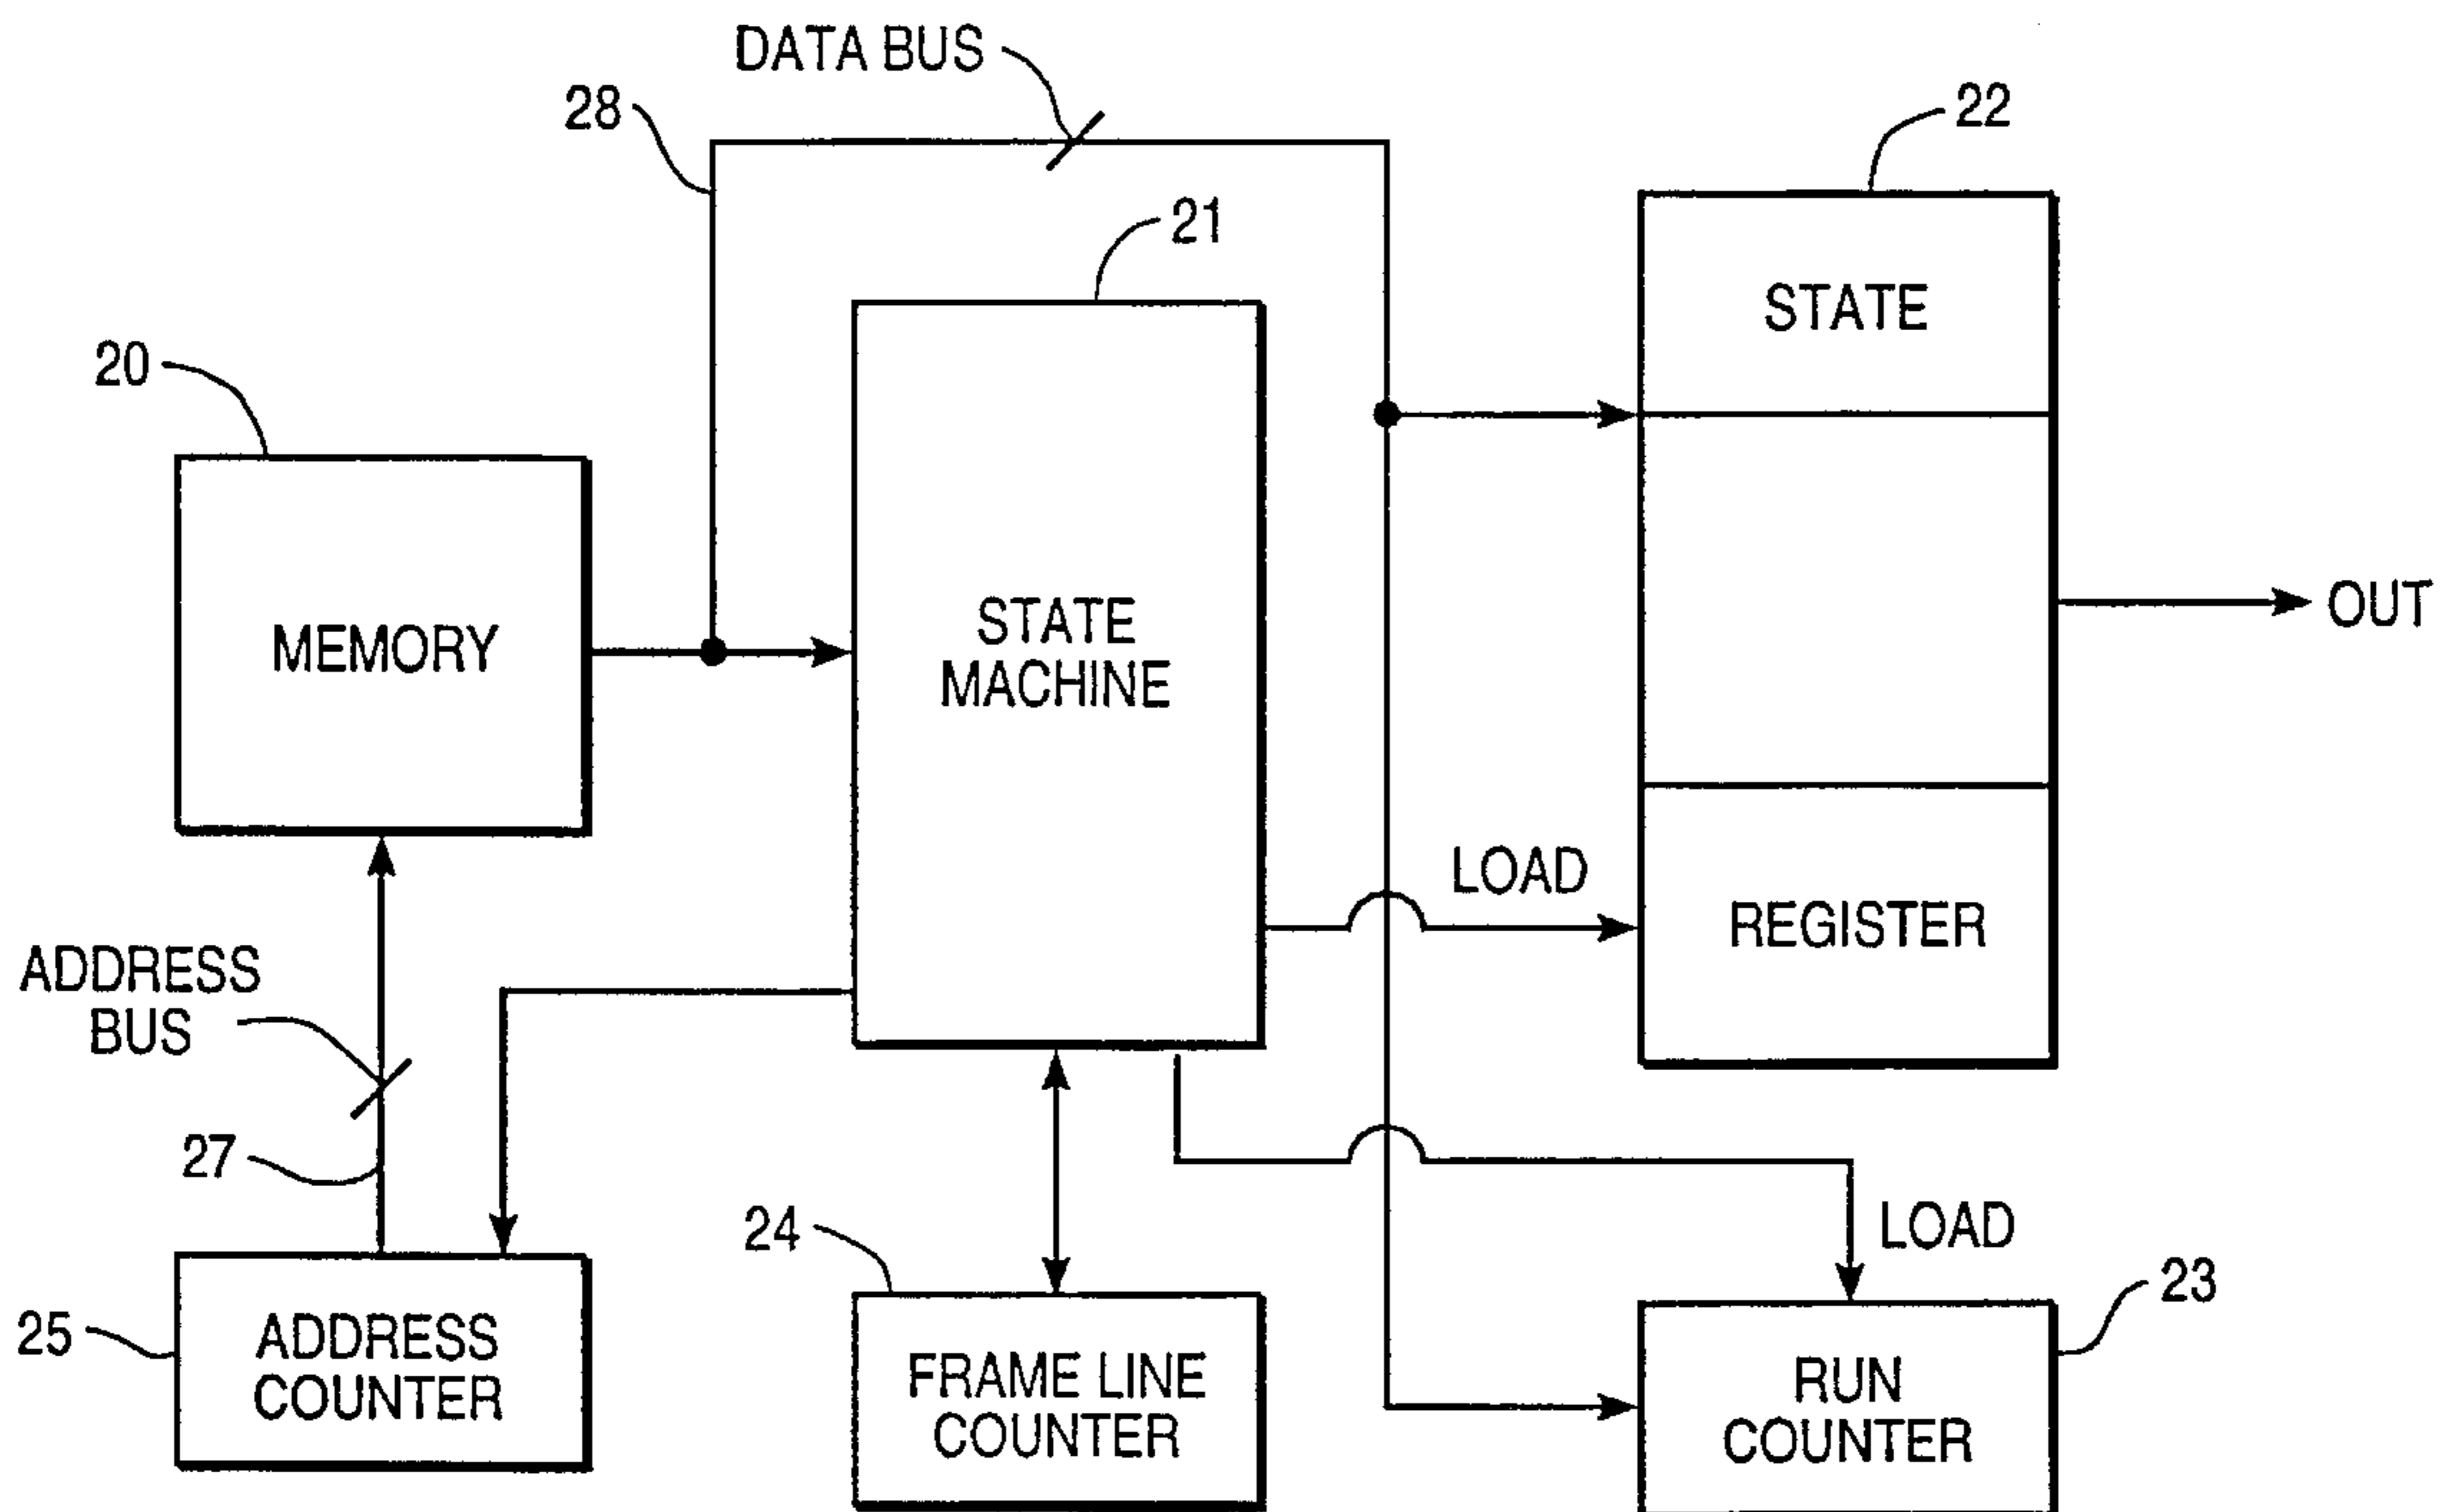 DATA BUS
28
22
21
STATE
20
OUT
STATE
MACHINE
MEMORY
LOAD
REGISTER
ADDRESS
BUS
27
24
LOAD
23
25
ADDRESS
COUNTER
FRAME LINE
COUNTER
RUN
COUNTER